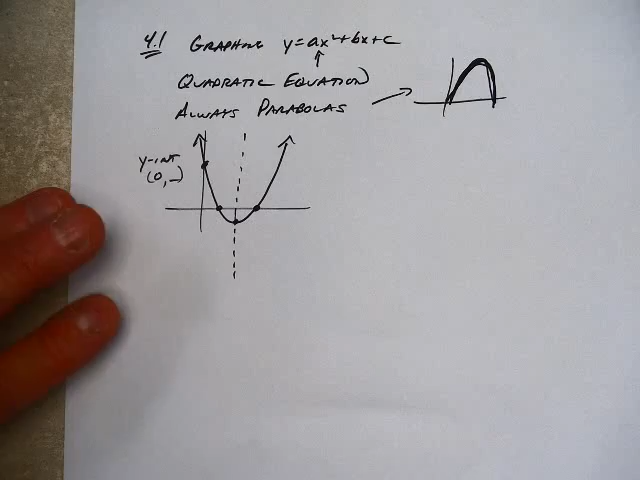 4.1 GRAPHING y=ax²+bx+c
QUADRATIC EQUATION
ALWAYS PARABOLAS
y-int
(0,_)